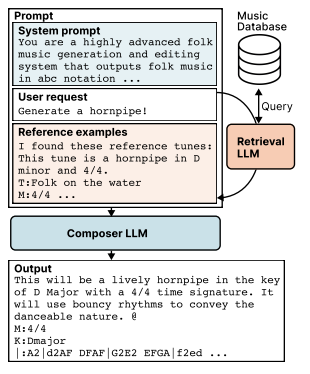 Prompt
System prompt
You are a highly advanced folk
music generation and editing
system that outputs folk music
in abc notation ...
User request
Generate a hornpipe!
Reference examples
I found these reference tunes:
This tune is a hornpipe in D
minor and 4/4.
T:Folk on the water
M:4/4 ...
Music
Database
Query
Retrieval
LLM
Composer LLM
Output
This will be a lively hornpipe in the key
of D Major with a 4/4 time signature. It
will use bouncy rhythms to convey the
danceable nature. @
M:4/4
K:Dmajor
|:A2|d2AF DFAF|G2E2 EFGA|f2ed ...